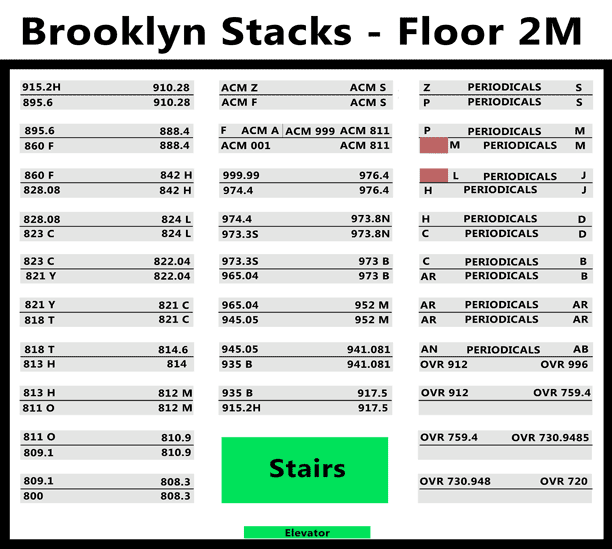 Brooklyn Stacks - Floor 2M
915.2H 910.28
895.6 910.28
895.6 888.4
860 F 888.4
860 F 842 H
828.08 842 H
828.08 824 L
823 C 824 L
823 C 822.04
821 Y 822.04
821 Y 821 C
818 T 821 C
818 T 814.6
813 H 814
813 H 812 M
811 O 812 M
811 O 810.9
809.1 810.9
809.1 808.3
800 808.3
ACM Z ACM S
ACM F ACM S
F ACM A ACM 999 ACM 811
ACM 001 ACM 811
999.99 976.4
974.4 976.4
974.4 973.8N
973.3S 973.8N
973.3S 973 B
965.04 973 B
965.04 952 M
945.05 952 M
945.05 941.081
935 B 941.081
935 B 917.5
915.2H 917.5
Stairs
Elevator
Z PERIODICALS S
P PERIODICALS S
P PERIODICALS M
M PERIODICALS M
L PERIODICALS J
H PERIODICALS J
H PERIODICALS D
C PERIODICALS D
C PERIODICALS B
AR PERIODICALS B
AR PERIODICALS AR
AR PERIODICALS AR
AN PERIODICALS AB
OVR 912 OVR 996
OVR 912 OVR 759.4
OVR 759.4 OVR 730.9485
OVR 730.948 OVR 720